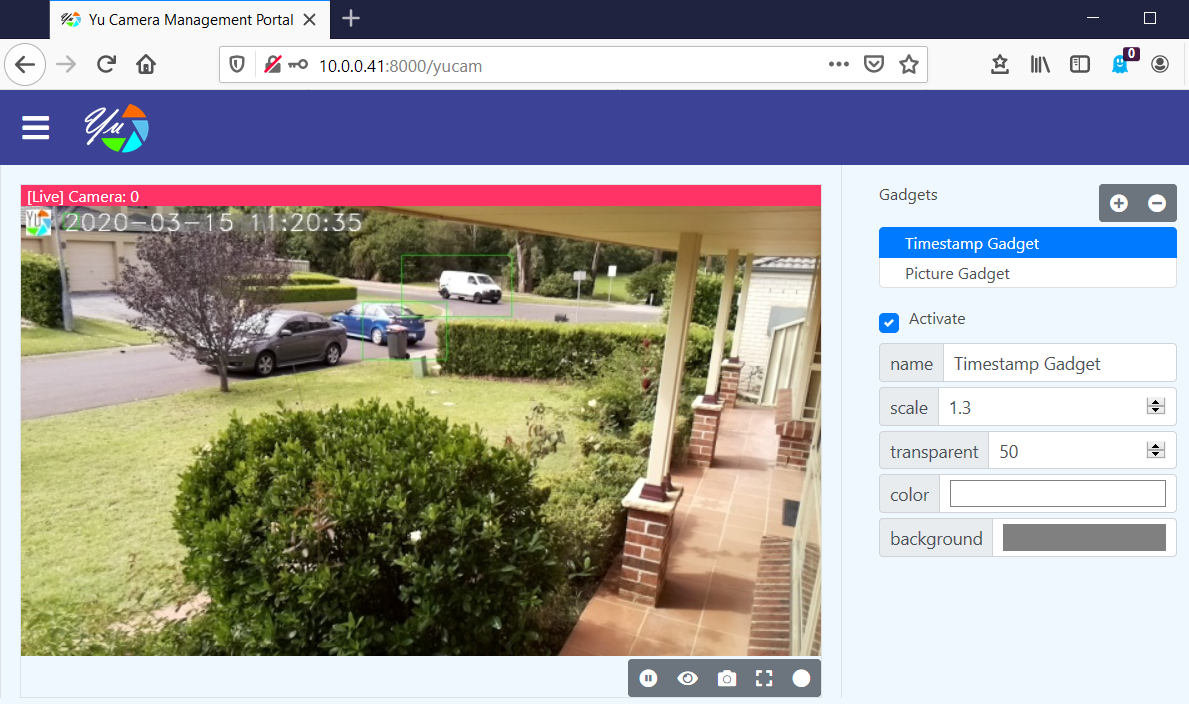 Yu Camera Management Portal
10.0.0.41:8000/yucam
0
Yu
[Live] Camera: 0
Yu 2020-03-15 11:20:35
Gadgets
Timestamp Gadget
Picture Gadget
Activate
name Timestamp Gadget
scale 1.3
transparent 50
color
background